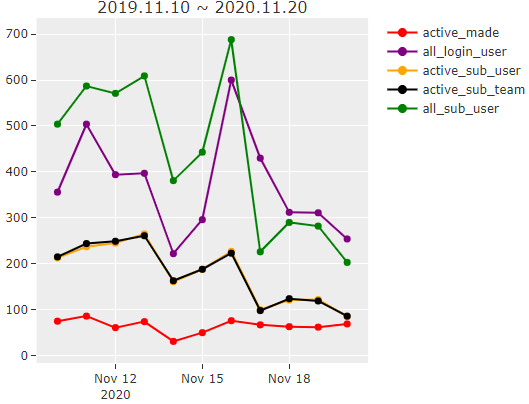 2019.11.10 ~ 2020.11.20
700
600
500
400
300
200
100
0
Nov 12
2020
Nov 15
Nov 18
active_made
all_login_user
active_sub_user
active_sub_team
all_sub_user